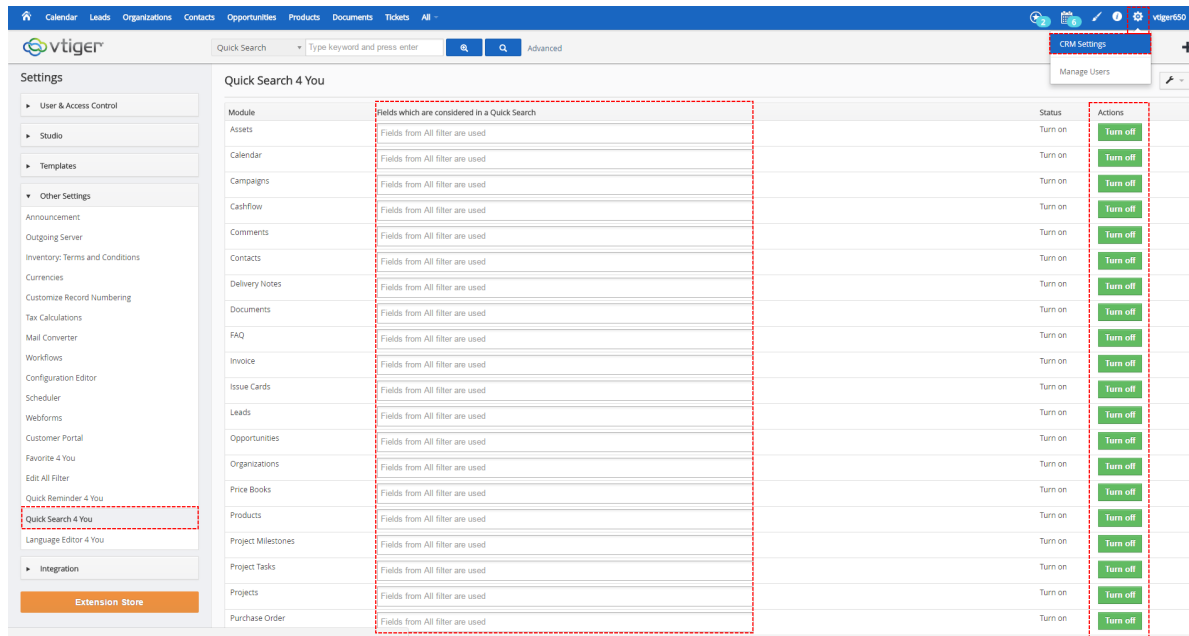 Calendar Leads Organizations Contacts Opportunities Products Documents Tickets All
2 6 vtiger650
vtiger
Quick Search Type keyword and press enter Advanced
CRM Settings
Manage Users
Settings
Quick Search 4 You
User & Access Control
Studio
Templates
Other Settings
Announcement
Outgoing Server
Inventory: Terms and Conditions
Currencies
Customize Record Numbering
Tax Calculations
Mail Converter
Workflows
Configuration Editor
Scheduler
Webforms
Customer Portal
Favorite 4 You
Edit All Filter
Quick Reminder 4 You
Quick Search 4 You
Language Editor 4 You
Integration
Extension Store
Module Fields which are considered in a Quick Search Status Actions
Assets Fields from All filter are used Turn on Turn off
Calendar Fields from All filter are used Turn on Turn off
Campaigns Fields from All filter are used Turn on Turn off
Cashflow Fields from All filter are used Turn on Turn off
Comments Fields from All filter are used Turn on Turn off
Contacts Fields from All filter are used Turn on Turn off
Delivery Notes Fields from All filter are used Turn on Turn off
Documents Fields from All filter are used Turn on Turn off
FAQ Fields from All filter are used Turn on Turn off
Invoice Fields from All filter are used Turn on Turn off
Issue Cards Fields from All filter are used Turn on Turn off
Leads Fields from All filter are used Turn on Turn off
Opportunities Fields from All filter are used Turn on Turn off
Organizations Fields from All filter are used Turn on Turn off
Price Books Fields from All filter are used Turn on Turn off
Products Fields from All filter are used Turn on Turn off
Project Milestones Fields from All filter are used Turn on Turn off
Project Tasks Fields from All filter are used Turn on Turn off
Projects Fields from All filter are used Turn on Turn off
Purchase Order Fields from All filter are used Turn on Turn off